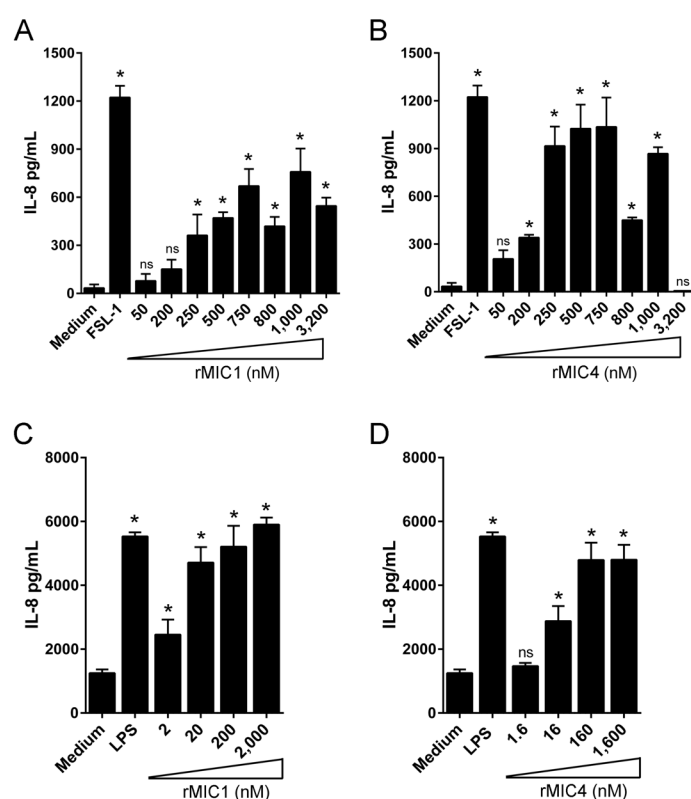 A
IL-8 pg/mL
1500
1200
900
600
300
0
* ns ns * * * * * *
Medium FSL-1 50 200 250 500 750 800 1,000 3,200
rMIC1 (nM)
B
IL-8 pg/mL
1500
1200
900
600
300
0
* ns * * * * * * ns
Medium FSL-1 50 200 250 500 750 800 1,000 3,200
rMIC4 (nM)
C
IL-8 pg/mL
8000
6000
4000
2000
0
* * * * *
Medium LPS 2 20 200 2,000
rMIC1 (nM)
D
IL-8 pg/mL
8000
6000
4000
2000
0
* ns * * *
Medium LPS 1.6 16 160 1,600
rMIC4 (nM)